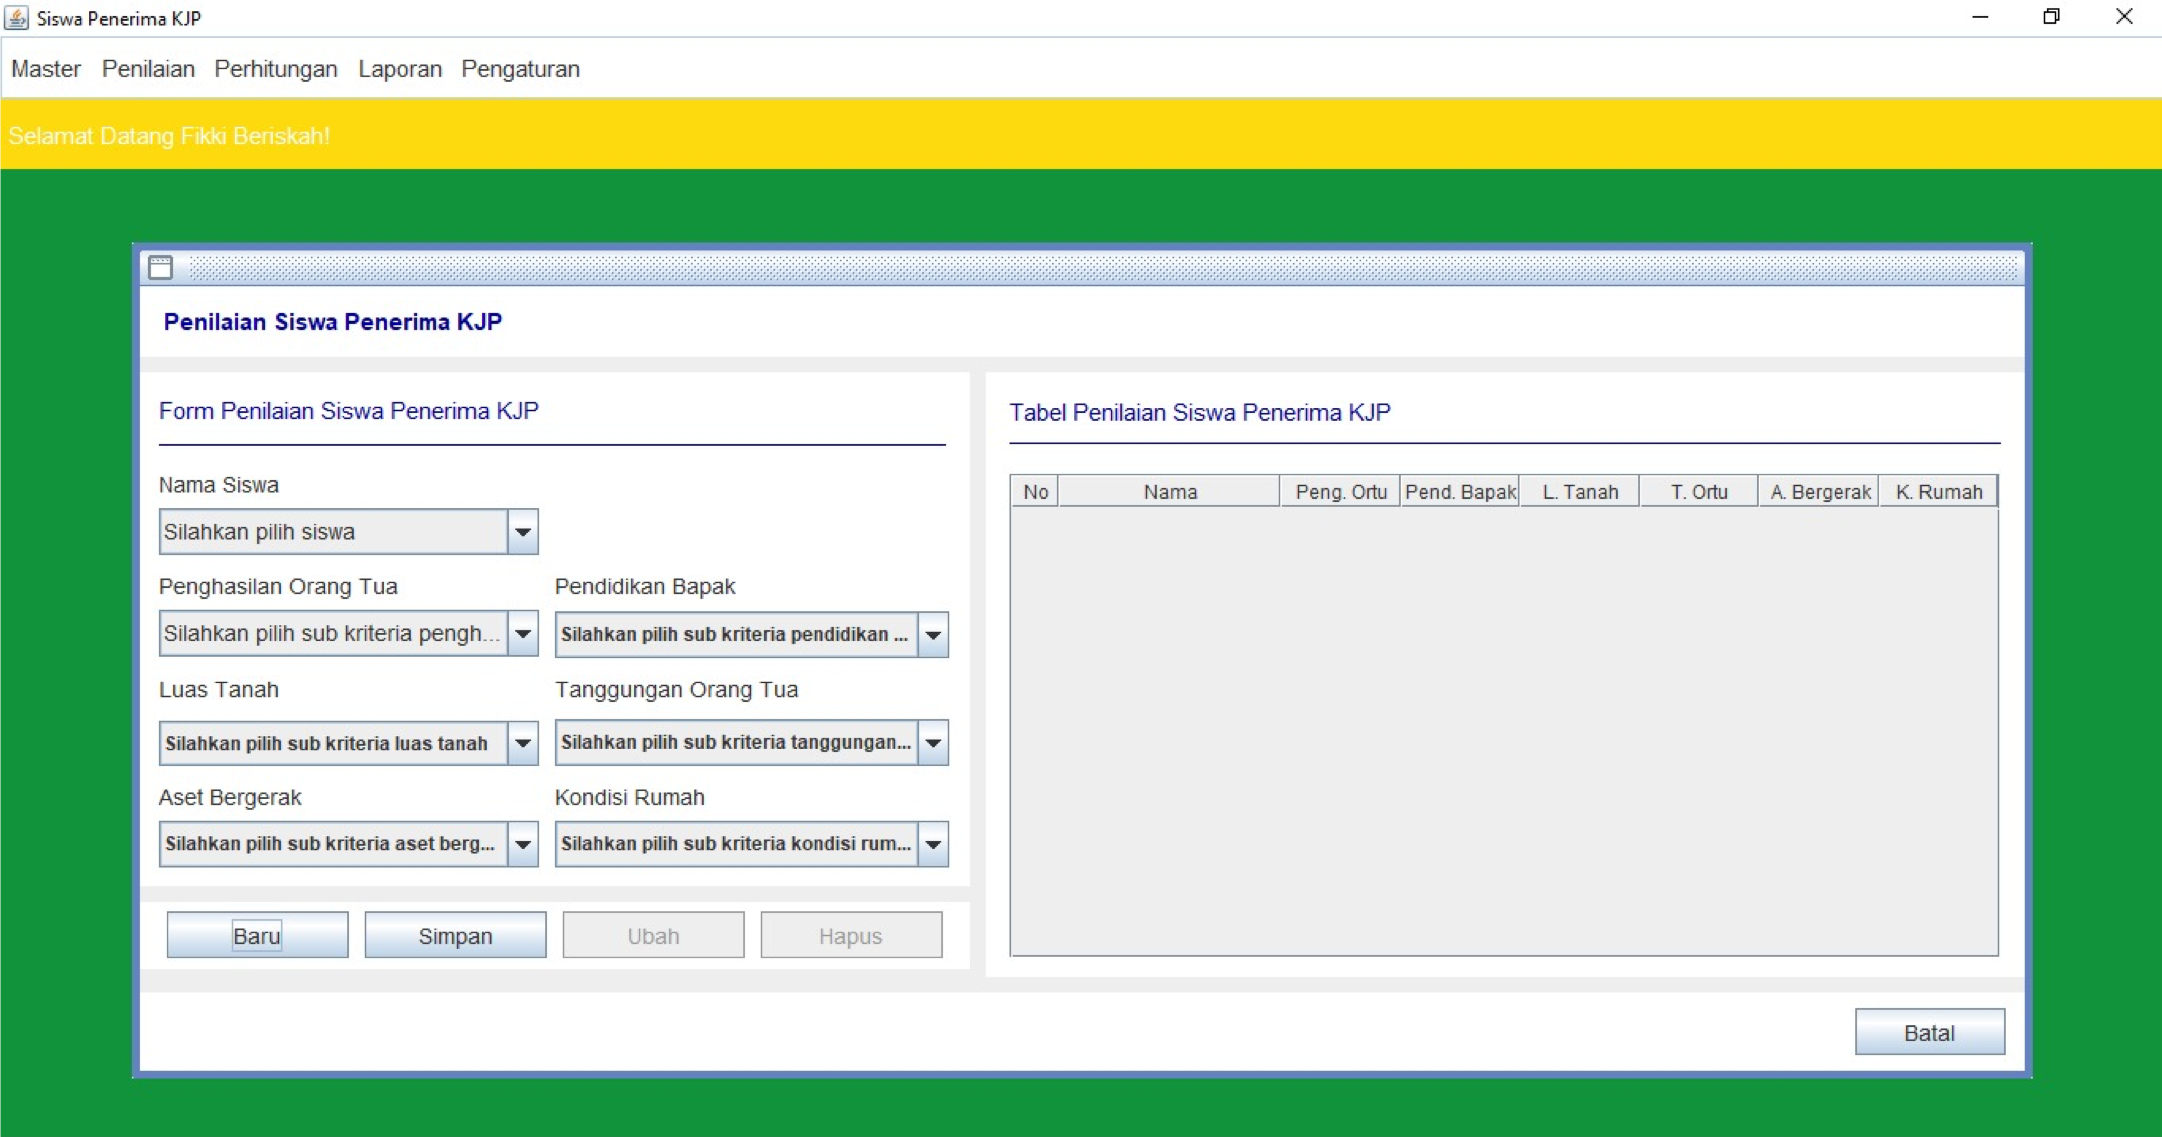 Siswa Penerima KJP
Master Penilaian Perhitungan Laporan Pengaturan
Selamat Datang Fikki Beriskah!
Penilaian Siswa Penerima KJP
Form Penilaian Siswa Penerima KJP
Nama Siswa
Silahkan pilih siswa
Penghasilan Orang Tua Pendidikan Bapak
Silahkan pilih sub kriteria pengh... Silahkan pilih sub kriteria pendidikan ...
Luas Tanah Tanggungan Orang Tua
Silahkan pilih sub kriteria luas tanah Silahkan pilih sub kriteria tanggungan...
Aset Bergerak Kondisi Rumah
Silahkan pilih sub kriteria aset berg... Silahkan pilih sub kriteria kondisi rum...
Baru Simpan Ubah Hapus
Tabel Penilaian Siswa Penerima KJP
No Nama Peng. Ortu Pend. Bapak L. Tanah T. Ortu A. Bergerak K. Rumah
Batal